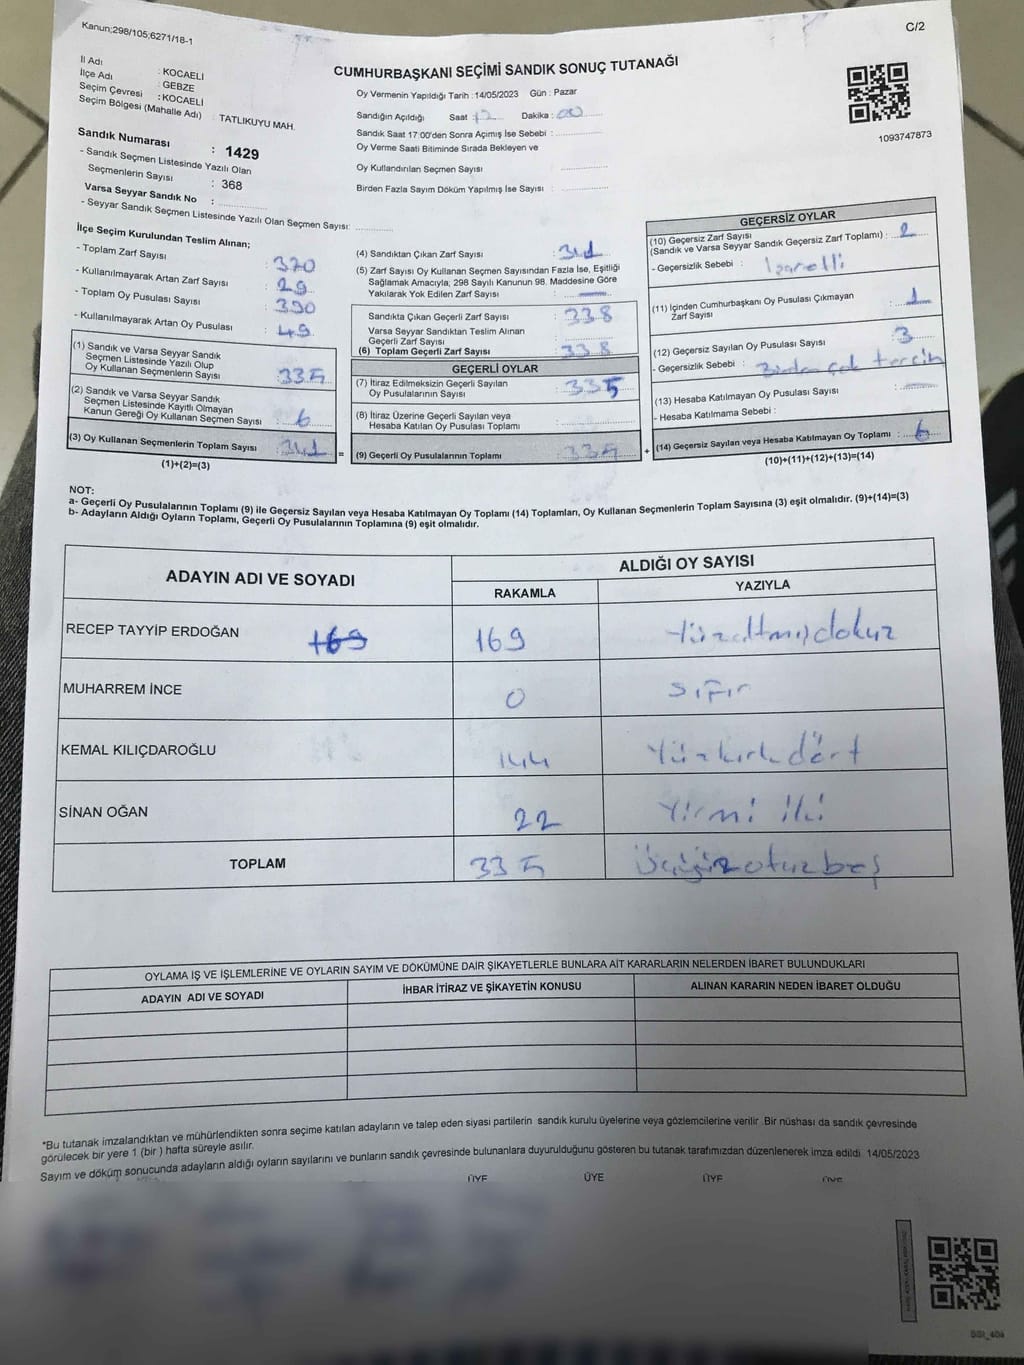 Kanun;298/105,6271/18-1
C/2
İl Adı : KOCAELİ
İlçe Adı : GEBZE
Seçim Çevresi : KOCAELİ
Seçim Bölgesi (Mahalle Adı) : TATLIKUYU MAH.
Sandık Numarası : 1429
- Sandık Seçmen Listesinde Yazılı Olan
Seçmenlerin Sayısı : 368
Varsa Seyyar Sandık No :
- Seyyar Sandık Seçmen Listesinde Yazılı Olan Seçmen Sayısı:
CUMHURBAŞKANI SEÇİMİ SANDIK SONUÇ TUTANAĞI
Oy Vermenin Yapıldığı Tarih : 14/05/2023 Gün : Pazar
Sandığın Açıldığı Saat : Dakika : 00
Sandık Saat 17:00'den Sonra Açımış İse Sebebi :
Oy Verme Saati Bitiminde Sırada Bekleyen ve
Oy Kullandırılan Seçmen Sayısı
Birden Fazla Sayım Döküm Yapılmış İse Sayısı :
1093747873
İlçe Seçim Kurulundan Teslim Alınan;
- Toplam Zarf Sayısı : 370
- Kullanılmayarak Artan Zarf Sayısı : 29
- Toplam Oy Pusulası Sayısı : 390
- Kullanılmayarak Artan Oy Pusulası : 49
(1) Sandık ve Varsa Seyyar Sandık
Seçmen Listesinde Yazılı Olup
Oy Kullanan Seçmenlerin Sayısı : 335
(2) Sandık ve Varsa Seyyar Sandık
Seçmen Listesinde Kayıtlı Olmayan
Kanun Gereği Oy Kullanan Seçmen Sayısı : 6
(3) Oy Kullanan Seçmenlerin Toplam Sayısı : 341
(1)+(2)=(3)
(4) Sandıktan Çıkan Zarf Sayısı : 341
(5) Zarf Sayısı Oy Kullanan Seçmen Sayısından Fazla İse, Eşitliği
Sağlamak Amacıyla; 298 Sayılı Kanunun 98. Maddesine Göre
Yakılarak Yok Edilen Zarf Sayısı :
Sandıkta Çıkan Geçerli Zarf Sayısı : 338
Varsa Seyyar Sandıktan Teslim Alınan
Geçerli Zarf Sayısı :
(6) Toplam Geçerli Zarf Sayısı : 338
GEÇERLİ OYLAR
(7) İtiraz Edilmeksizin Geçerli Sayılan
Oy Pusulalarının Sayısı : 335
(8) İtiraz Üzerine Geçerli Sayılan veya
Hesaba Katılan Oy Pusulası Toplamı :
= (9) Geçerli Oy Pusulalarının Toplamı : 335 +
GEÇERSİZ OYLAR
(10) Geçersiz Zarf Sayısı
(Sandık ve Varsa Seyyar Sandık Geçersiz Zarf Toplamı) : 2
- Geçersizlik Sebebi : İşaretli
(11) İçinden Cumhurbaşkanı Oy Pusulası Çıkmayan
Zarf Sayısı : 1
(12) Geçersiz Sayılan Oy Pusulası Sayısı : 3
- Geçersizlik Sebebi : Birden çok tercih
(13) Hesaba Katılmayan Oy Pusulası Sayısı :
- Hesaba Katılmama Sebebi :
(14) Geçersiz Sayılan veya Hesaba Katılmayan Oy Toplamı : 6
(10)+(11)+(12)+(13)=(14)
NOT:
a- Geçerli Oy Pusulalarının Toplamı (9) ile Geçersiz Sayılan veya Hesaba Katılmayan Oy Toplamı (14) Toplamları, Oy Kullanan Seçmenlerin Toplam Sayısına (3) eşit olmalıdır. (9)+(14)=(3)
b- Adayların Aldığı Oyların Toplamı, Geçerli Oy Pusulalarının Toplamına (9) eşit olmalıdır.
ADAYIN ADI VE SOYADI
ALDIĞI OY SAYISI
RAKAMLA YAZIYLA
RECEP TAYYİP ERDOĞAN 169 169 Yüzaltmışdokuz
MUHARREM İNCE 0 sıfır
KEMAL KILIÇDAROĞLU 144 Yüzkırkdört
SİNAN OĞAN 22 Yirmi iki
TOPLAM 335 Üçyüzotuzbeş
OYLAMA İŞ VE İŞLEMLERİNE VE OYLARIN SAYIM VE DÖKÜMÜNE DAİR ŞİKAYETLERLE BUNLARA AİT KARARLARIN NELERDEN İBARET BULUNDUKLARI
ADAYIN ADI VE SOYADI İHBAR İTİRAZ VE ŞİKAYETİN KONUSU ALINAN KARARIN NEDEN İBARET OLDUĞU
*Bu tutanak imzalandıktan ve mühürlendikten sonra seçime katılan adayların ve talep eden siyasi partilerin sandık kurulu üyelerine veya gözlemcilerine verilir. Bir nüshası da sandık çevresinde
görülecek bir yere 1 (bir ) hafta süreyle asılır.
Sayım ve döküm sonucunda adayların aldığı oyların sayılarını ve bunların sandık çevresinde bulunanlara duyurulduğunu gösteren bu tutanak tarafımızdan düzenlenerek imza edildi 14/05/2023
ÜYE ÜYE ÜYE ÜYE